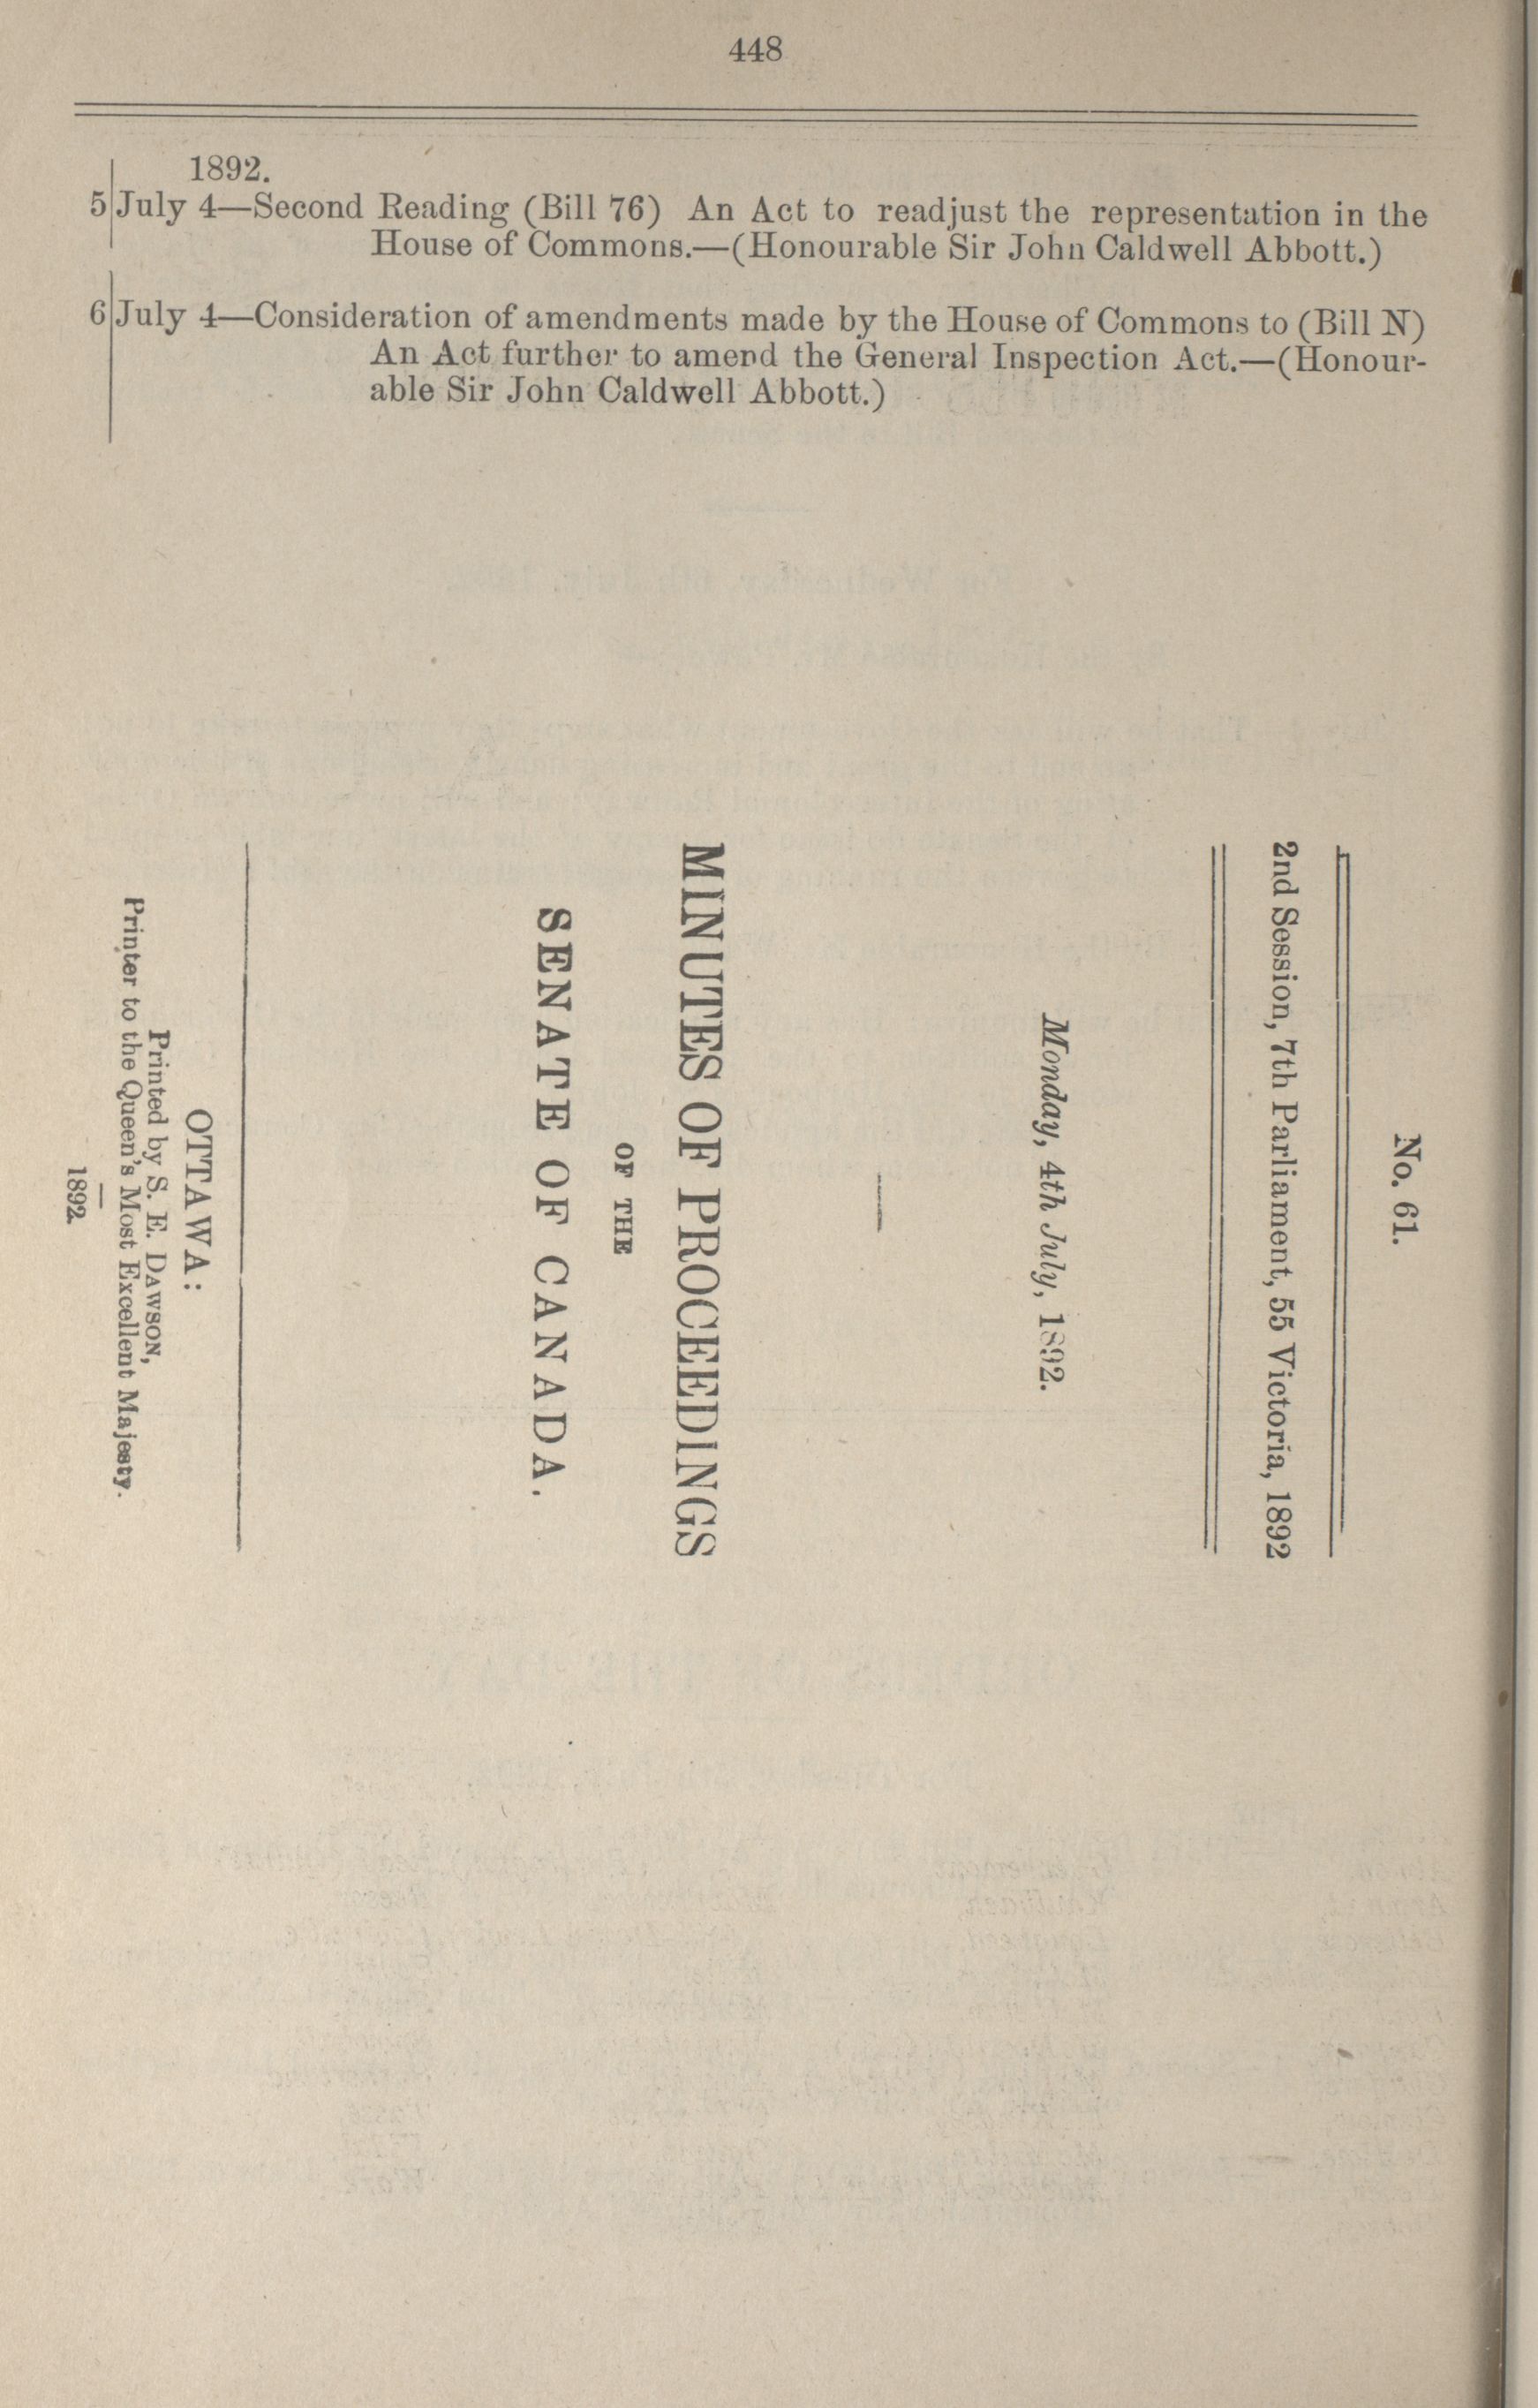 448
1892.
5 July 4—Second Reading (Bill 76) An Act to readjust the representation in the
House of Commons.—(Honourable Sir John Caldwell Abbott.)
6 July 4—Consideration of amendments made by the House of Commons to (Bill N)
An Act further to amend the General Inspection Act.—(Honour-
able Sir John Caldwell Abbott.)
No. 61.
2nd Session, 7th Parliament, 55 Victoria, 1892
Monday, 4th July, 1892.
MINUTES OF PROCEEDINGS
OF THE
SENATE OF CANADA.
OTTAWA:
Printed by S. E. DAWSON,
Printer to the Queen's Most Excellent Majesty.
1892.